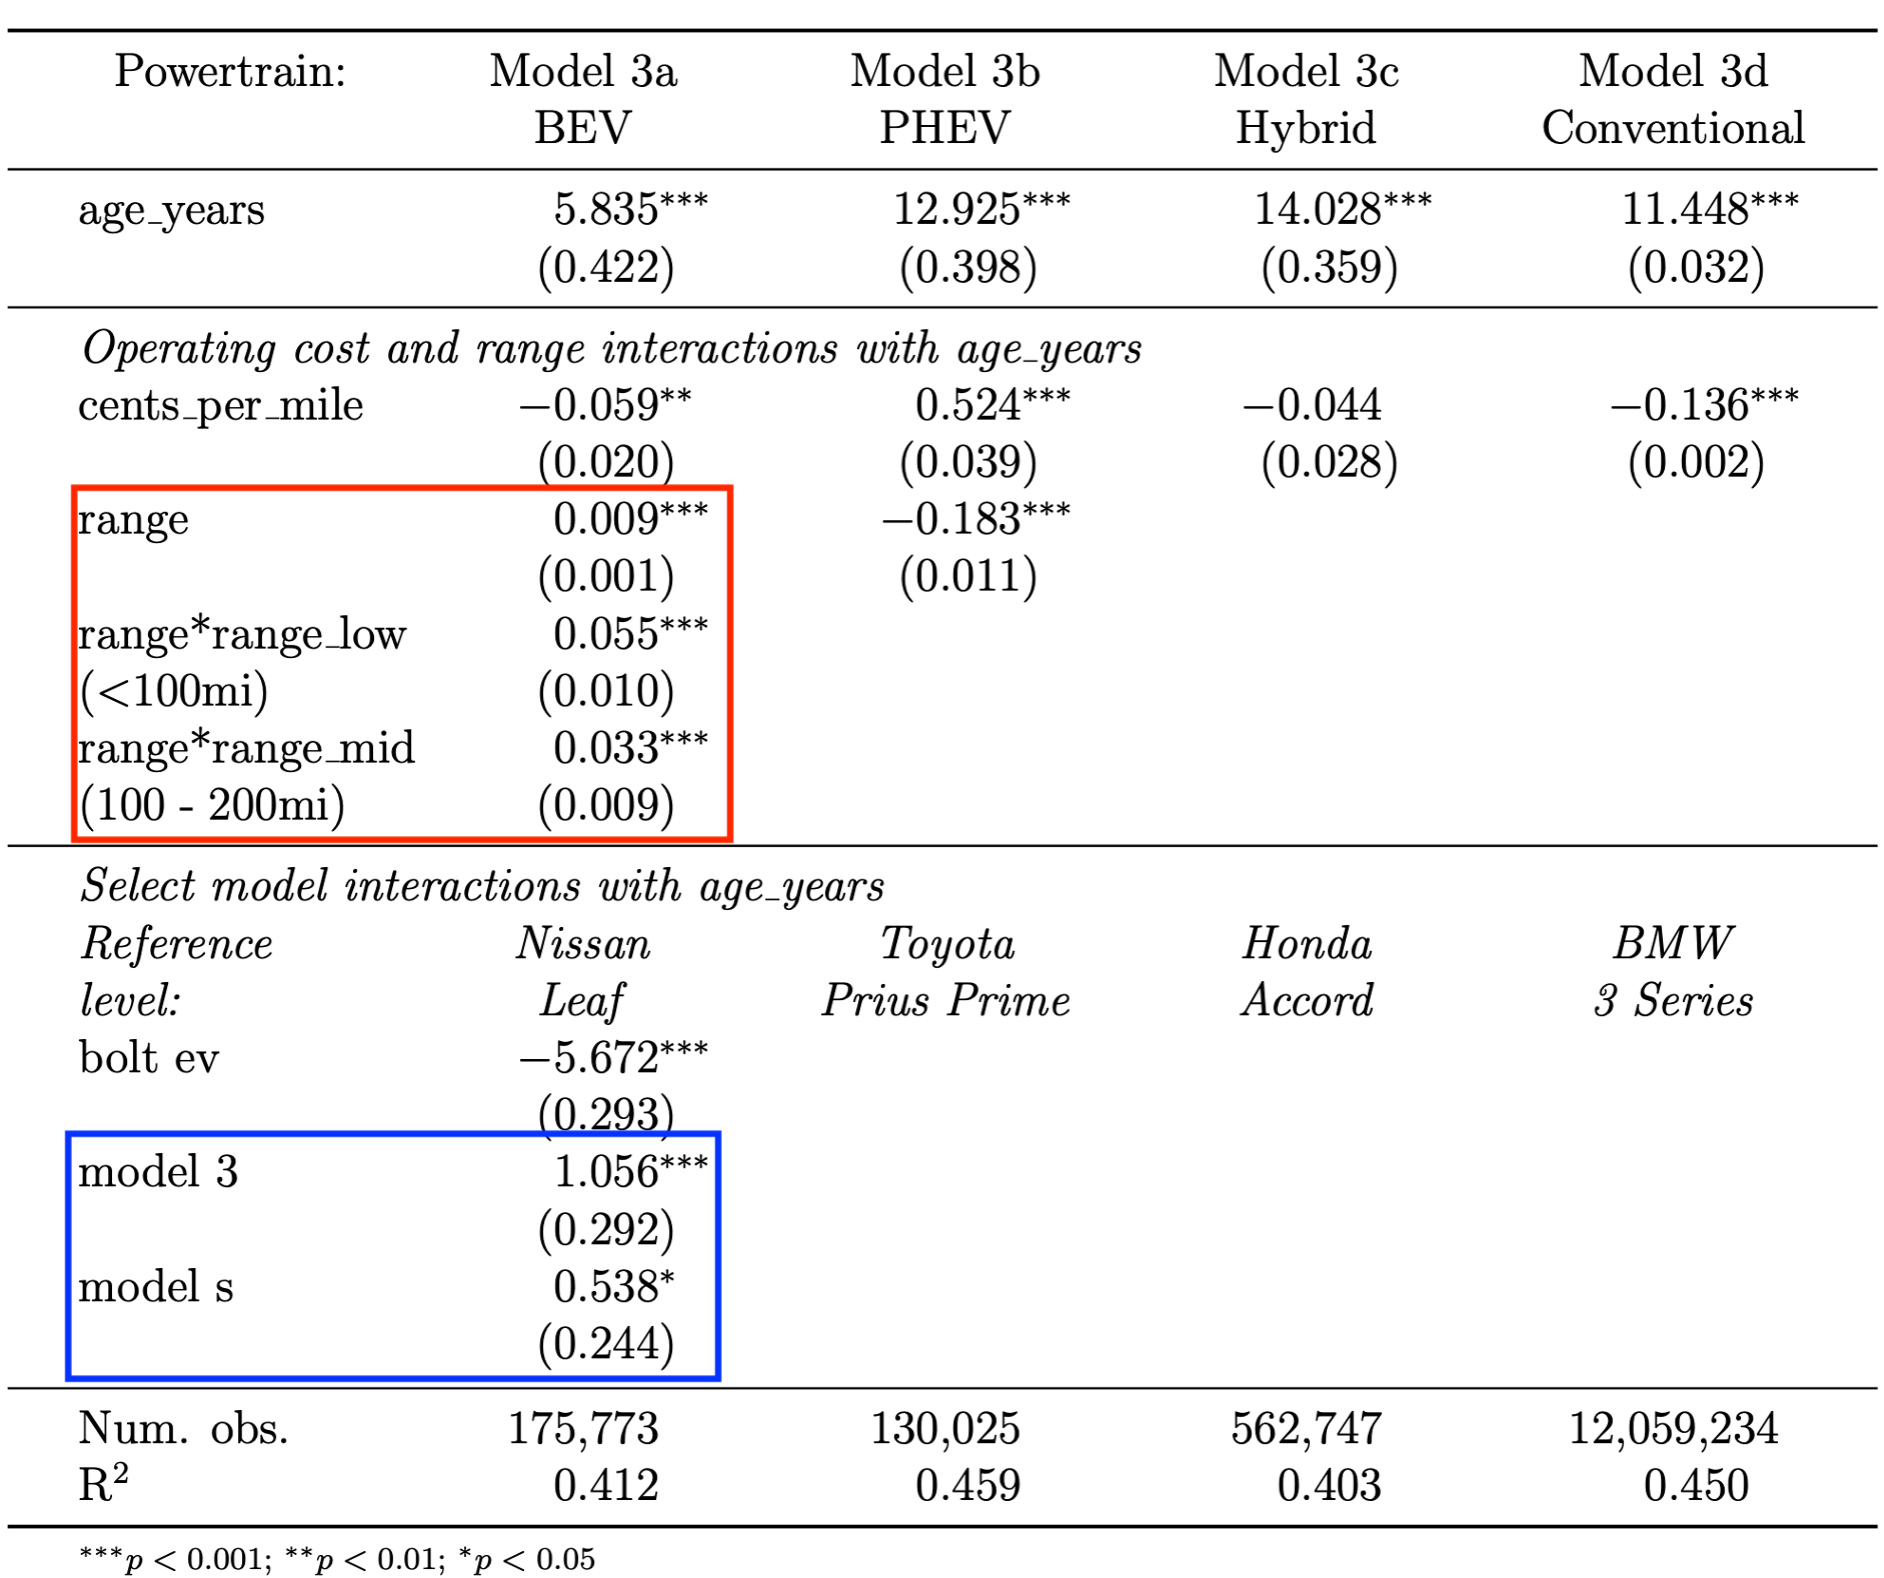 Powertrain: Model 3a Model 3b Model 3c Model 3d
BEV PHEV Hybrid Conventional
age_years 5.835*** 12.925*** 14.028*** 11.448***
(0.422) (0.398) (0.359) (0.032)
Operating cost and range interactions with age_years
cents_per_mile −0.059** 0.524*** −0.044 −0.136***
(0.020) (0.039) (0.028) (0.002)
range 0.009*** −0.183***
(0.001) (0.011)
range*range_low 0.055***
(<100mi) (0.010)
range*range_mid 0.033***
(100 - 200mi) (0.009)
Select model interactions with age_years
Reference Nissan Toyota Honda BMW
level: Leaf Prius Prime Accord 3 Series
bolt ev −5.672***
(0.293)
model 3 1.056***
(0.292)
model s 0.538*
(0.244)
Num. obs. 175,773 130,025 562,747 12,059,234
R² 0.412 0.459 0.403 0.450
***p < 0.001; **p < 0.01; *p < 0.05